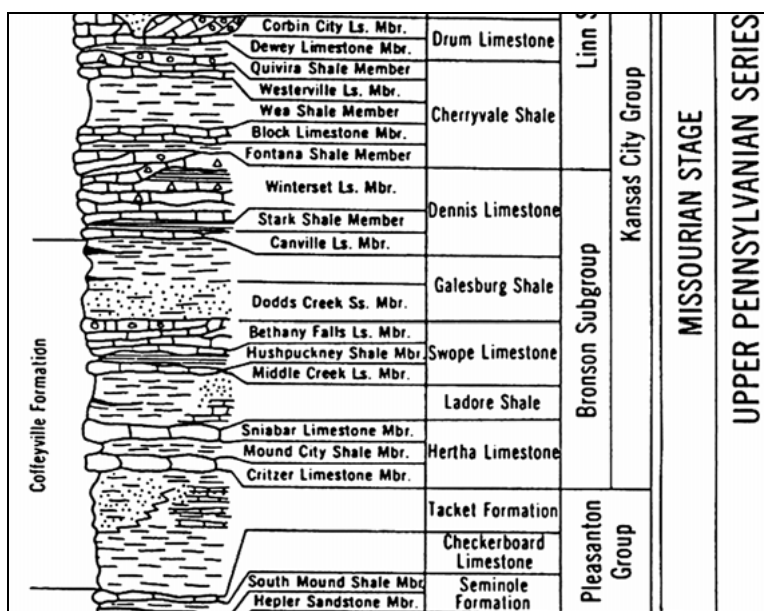 Corbin City Ls. Mbr.
Dewey Limestone Mbr.
Quivira Shale Member
Westerville Ls. Mbr.
Wea Shale Member
Block Limestone Mbr.
Fontana Shale Member
Winterset Ls. Mbr.
Stark Shale Member
Canville Ls. Mbr.
Dodds Creek Ss. Mbr.
Bethany Falls Ls. Mbr.
Hushpuckney Shale Mbr.
Middle Creek Ls. Mbr.
Sniabar Limestone Mbr.
Mound City Shale Mbr.
Critzer Limestone Mbr.
South Mound Shale Mbr.
Hepler Sandstone Mbr.
Drum Limestone
Cherryvale Shale
Dennis Limestone
Galesburg Shale
Swope Limestone
Ladore Shale
Hertha Limestone
Tacket Formation
Checkerboard
Limestone
Seminole
Formation
Linn
Bronson Subgroup
Kansas City Group
Pleasanton
Group
MISSOURIAN STAGE
UPPER PENNSYLVANIAN SERIES
Coffeyville Formation